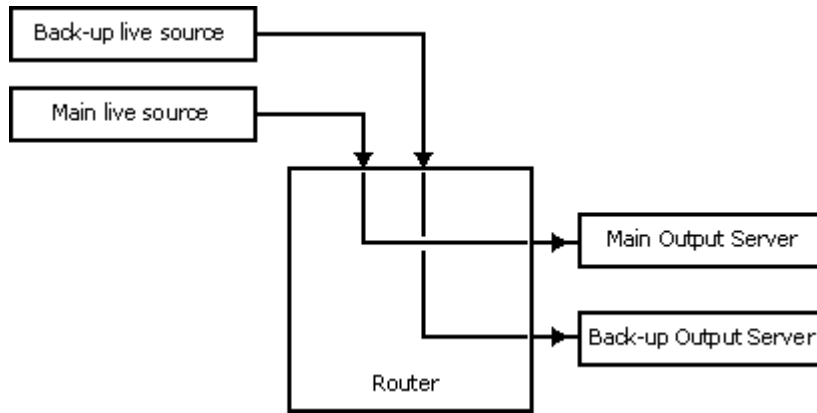 Back-up live source
Main live source
Main Output Server
Back-up Output Server
Router